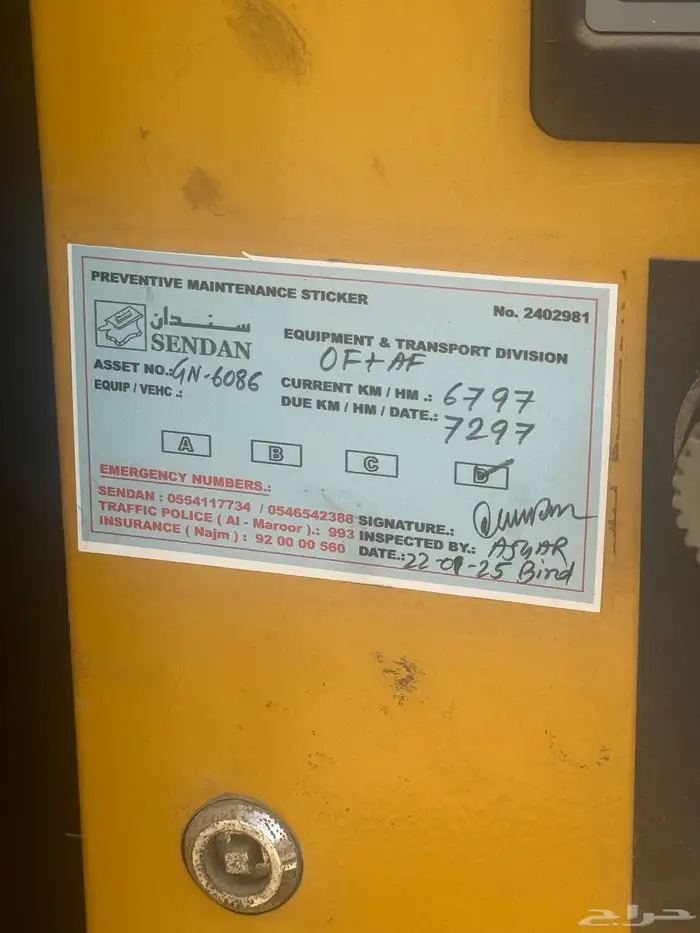 PREVENTIVE MAINTENANCE STICKER
No. 2402981
سندان
SENDAN
EQUIPMENT & TRANSPORT DIVISION
OF+AF
ASSET NO.:GN-6086
EQUIP / VEHC .:
CURRENT KM / HM .: 6797
DUE KM / HM / DATE.: 7297
A B C D
EMERGENCY NUMBERS.:
SENDAN : 0554117734 / 0546542388
TRAFFIC POLICE ( Al - Maroor ).: 993
INSURANCE ( Najm ) : 92 00 00 560
SIGNATURE.:
INSPECTED BY.: ASGAR
DATE.: 22-01-25
حراج